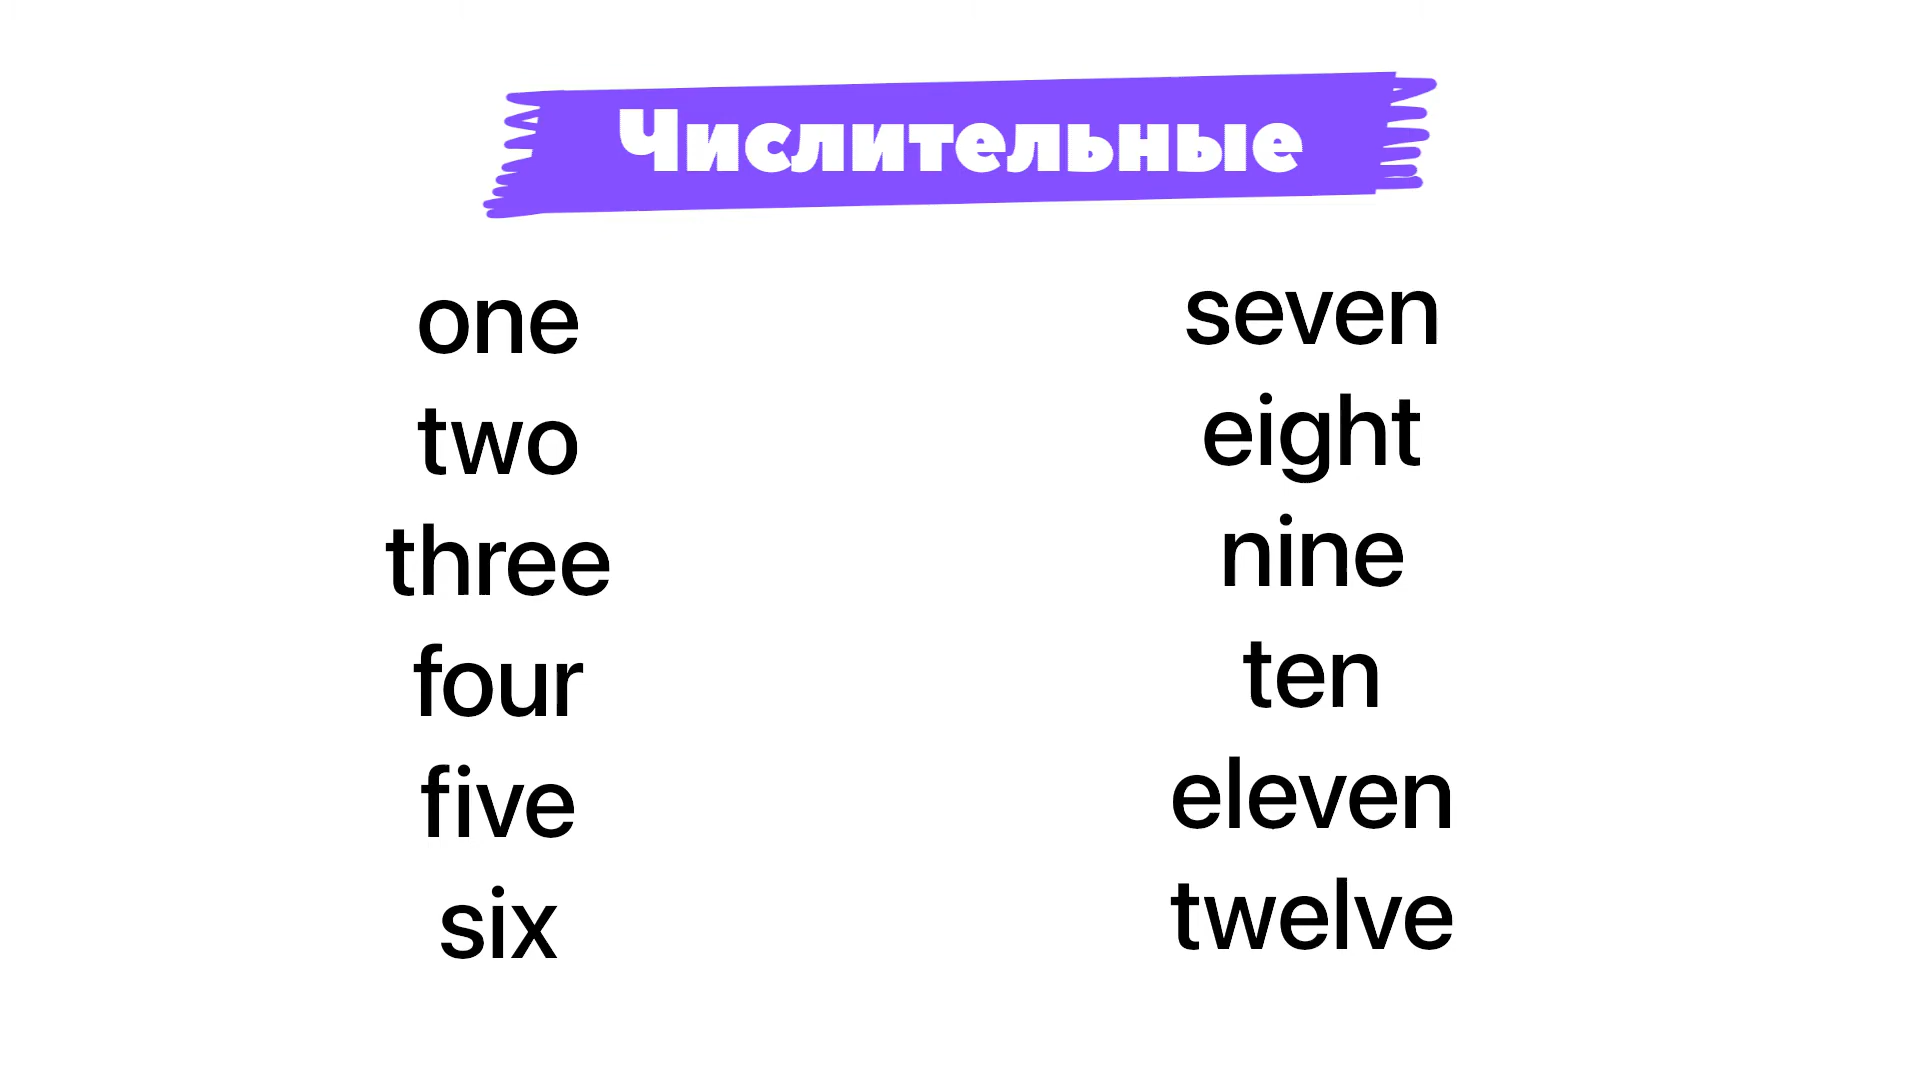 Числительные
one
two
three
four
five
six
seven
eight
nine
ten
eleven
twelve